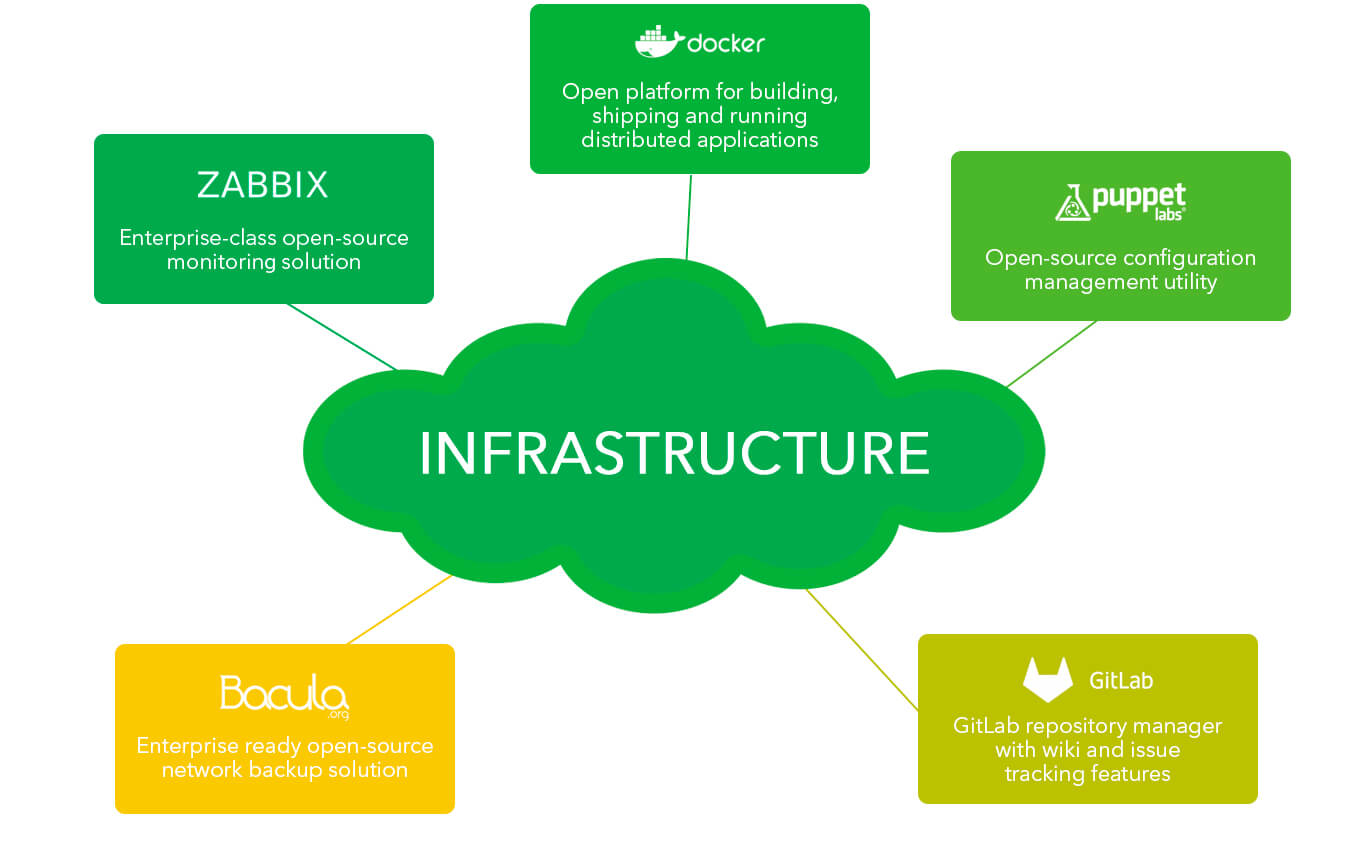 docker
Open platform for building,
shipping and running
distributed applications
ZABBIX
Enterprise-class open-source
monitoring solution
puppet
labs®
Open-source configuration
management utility
INFRASTRUCTURE
Bacula
.org
Enterprise ready open-source
network backup solution
GitLab
GitLab repository manager
with wiki and issue
tracking features